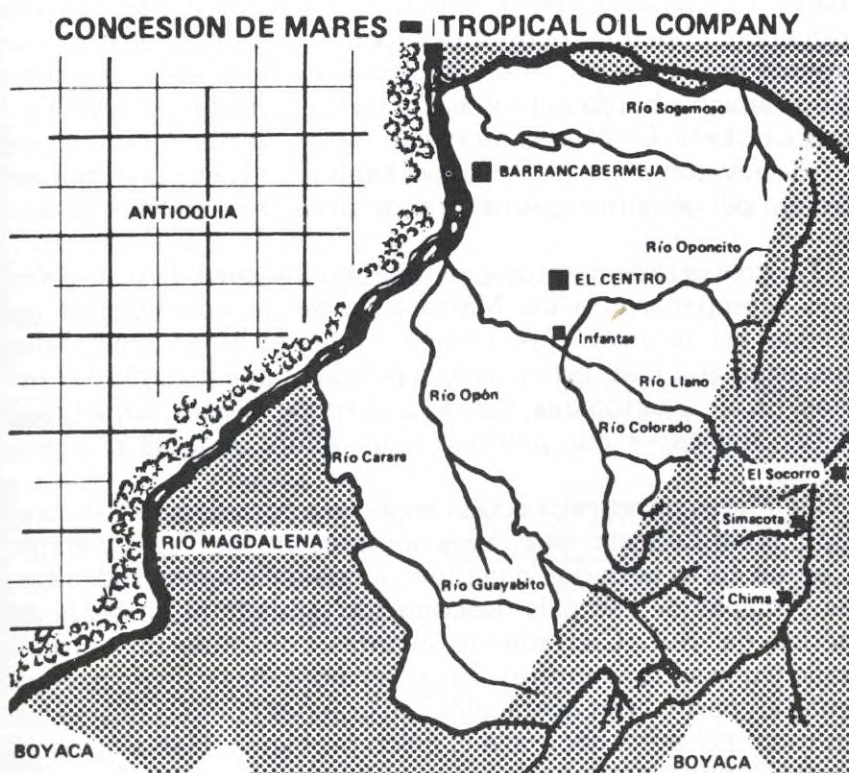 CONCESION DE MARES - TROPICAL OIL COMPANY
Río Sogamoso
BARRANCABERMEJA
ANTIOQUIA
Río Oponcito
EL CENTRO
Infantas
Río Llano
Río Opón
Río Colorado
Río Carare
El Socorro
Simacota
RIO MAGDALENA
Río Guayabito
Chima
BOYACA
BOYACA